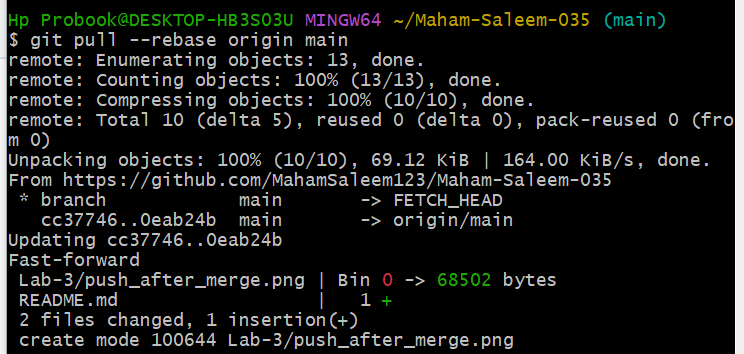 Hp Probook@DESKTOP-HB3SO3U MINGW64 ~/Maham-Saleem-035 (main)
$ git pull --rebase origin main
remote: Enumerating objects: 13, done.
remote: Counting objects: 100% (13/13), done.
remote: Compressing objects: 100% (10/10), done.
remote: Total 10 (delta 5), reused 0 (delta 0), pack-reused 0 (fro
m 0)
Unpacking objects: 100% (10/10), 69.12 KiB | 164.00 KiB/s, done.
From https://github.com/MahamSaleem123/Maham-Saleem-035
 * branch            main       -> FETCH_HEAD
   cc37746..0eab24b  main       -> origin/main
Updating cc37746..0eab24b
Fast-forward
 Lab-3/push_after_merge.png | Bin 0 -> 68502 bytes
 README.md                  |   1 +
 2 files changed, 1 insertion(+)
 create mode 100644 Lab-3/push_after_merge.png